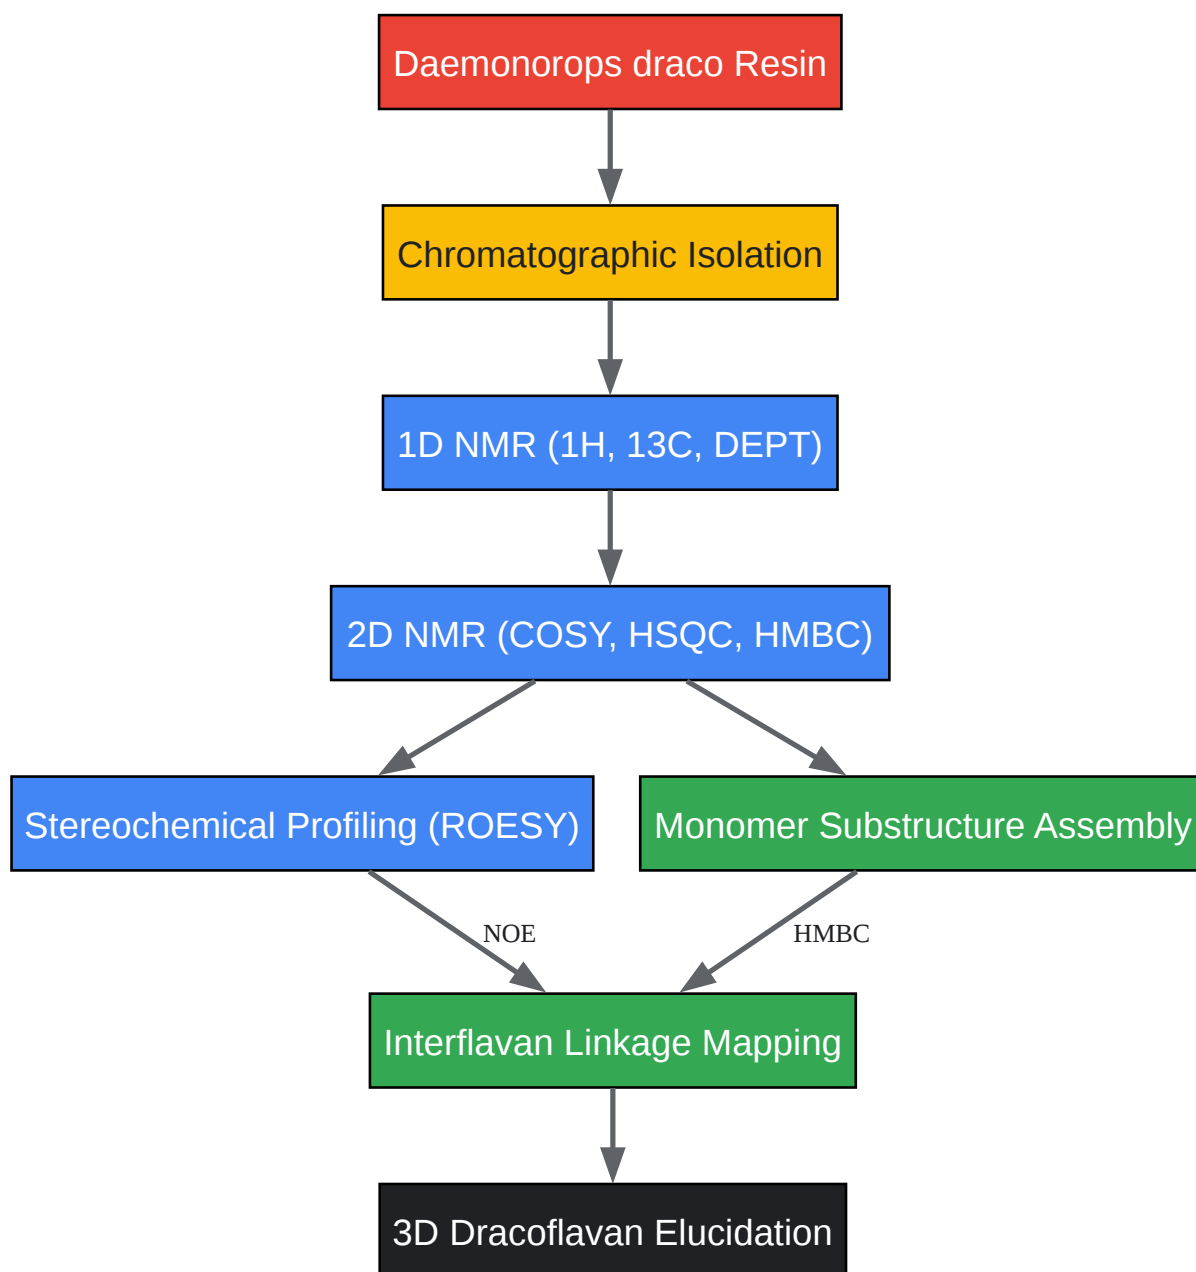 Daemonorops draco Resin
Chromatographic Isolation
1D NMR (1H, 13C, DEPT)
2D NMR (COSY, HSQC, HMBC)
Stereochemical Profiling (ROESY)
Monomer Substructure Assembly
NOE
HMBC
Interflavan Linkage Mapping
3D Dracoflavan Elucidation